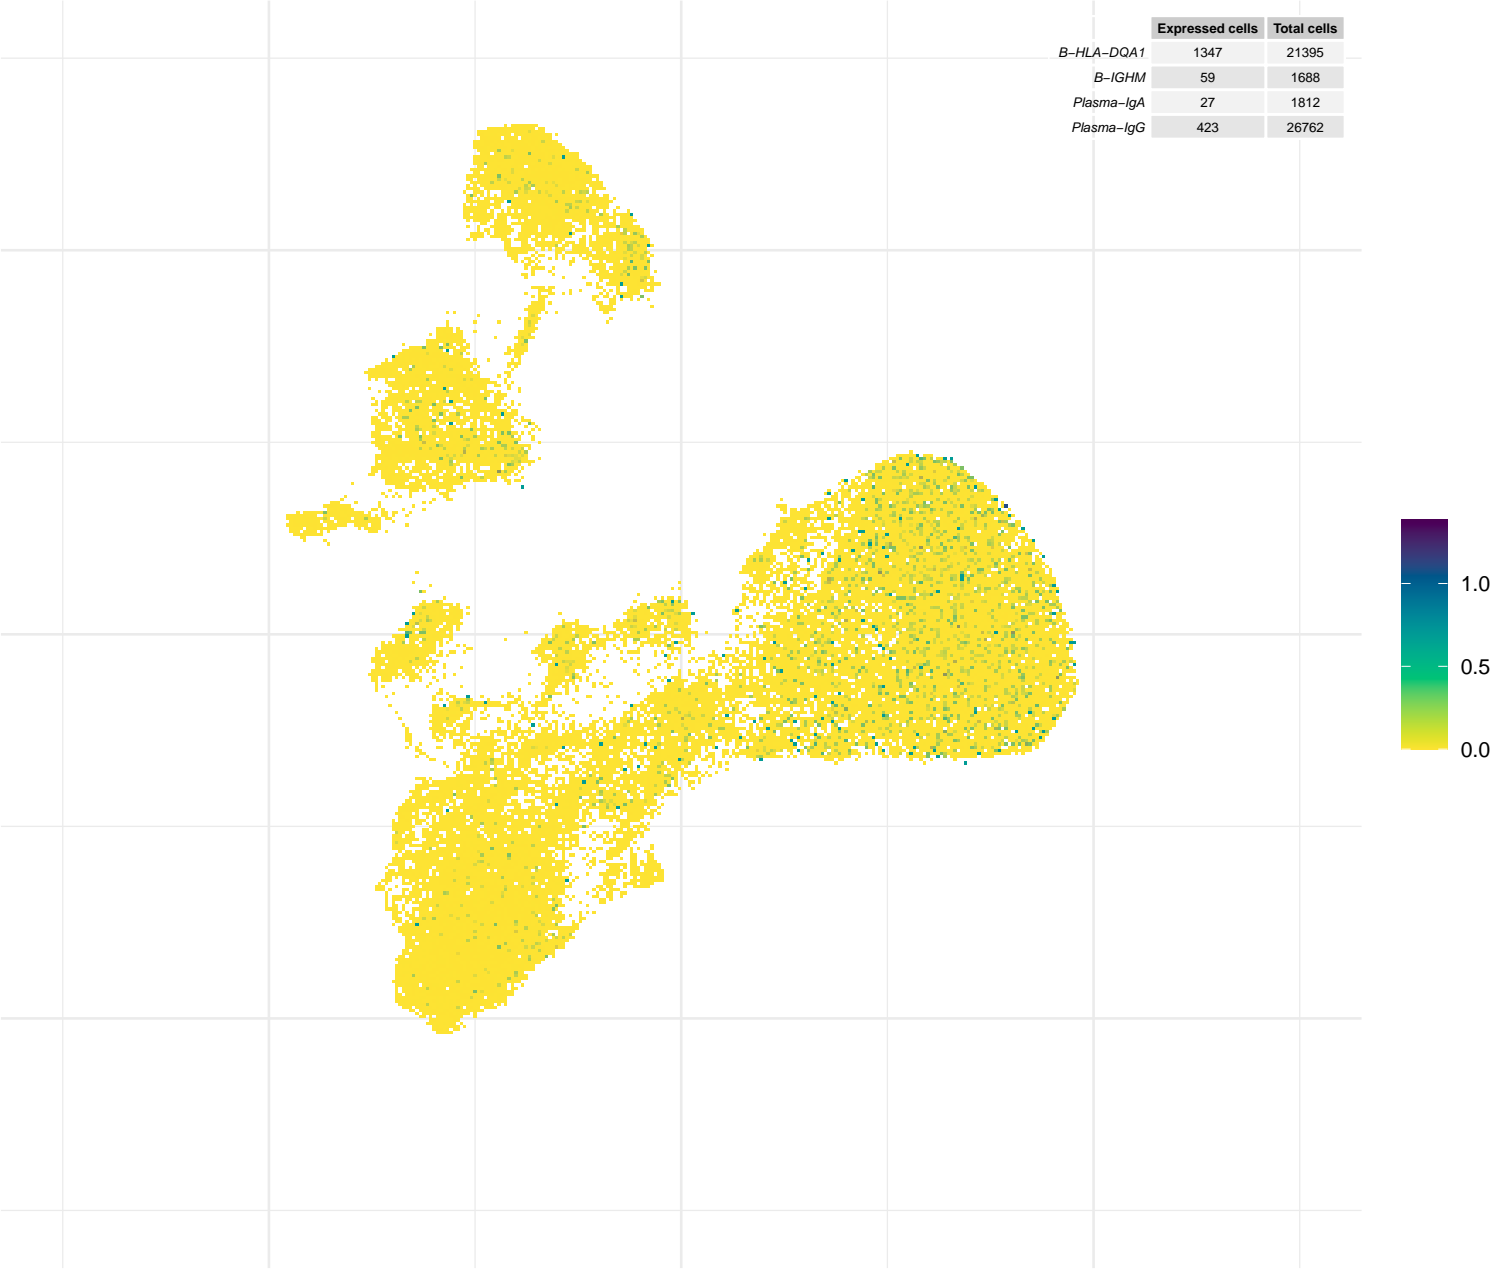 Expressed cells Total cells
B−HLA−DQA1 1347 21395
B−IGHM 59 1688
Plasma−IgA 27 1812
Plasma−IgG 423 26762
1.0
0.5
0.0